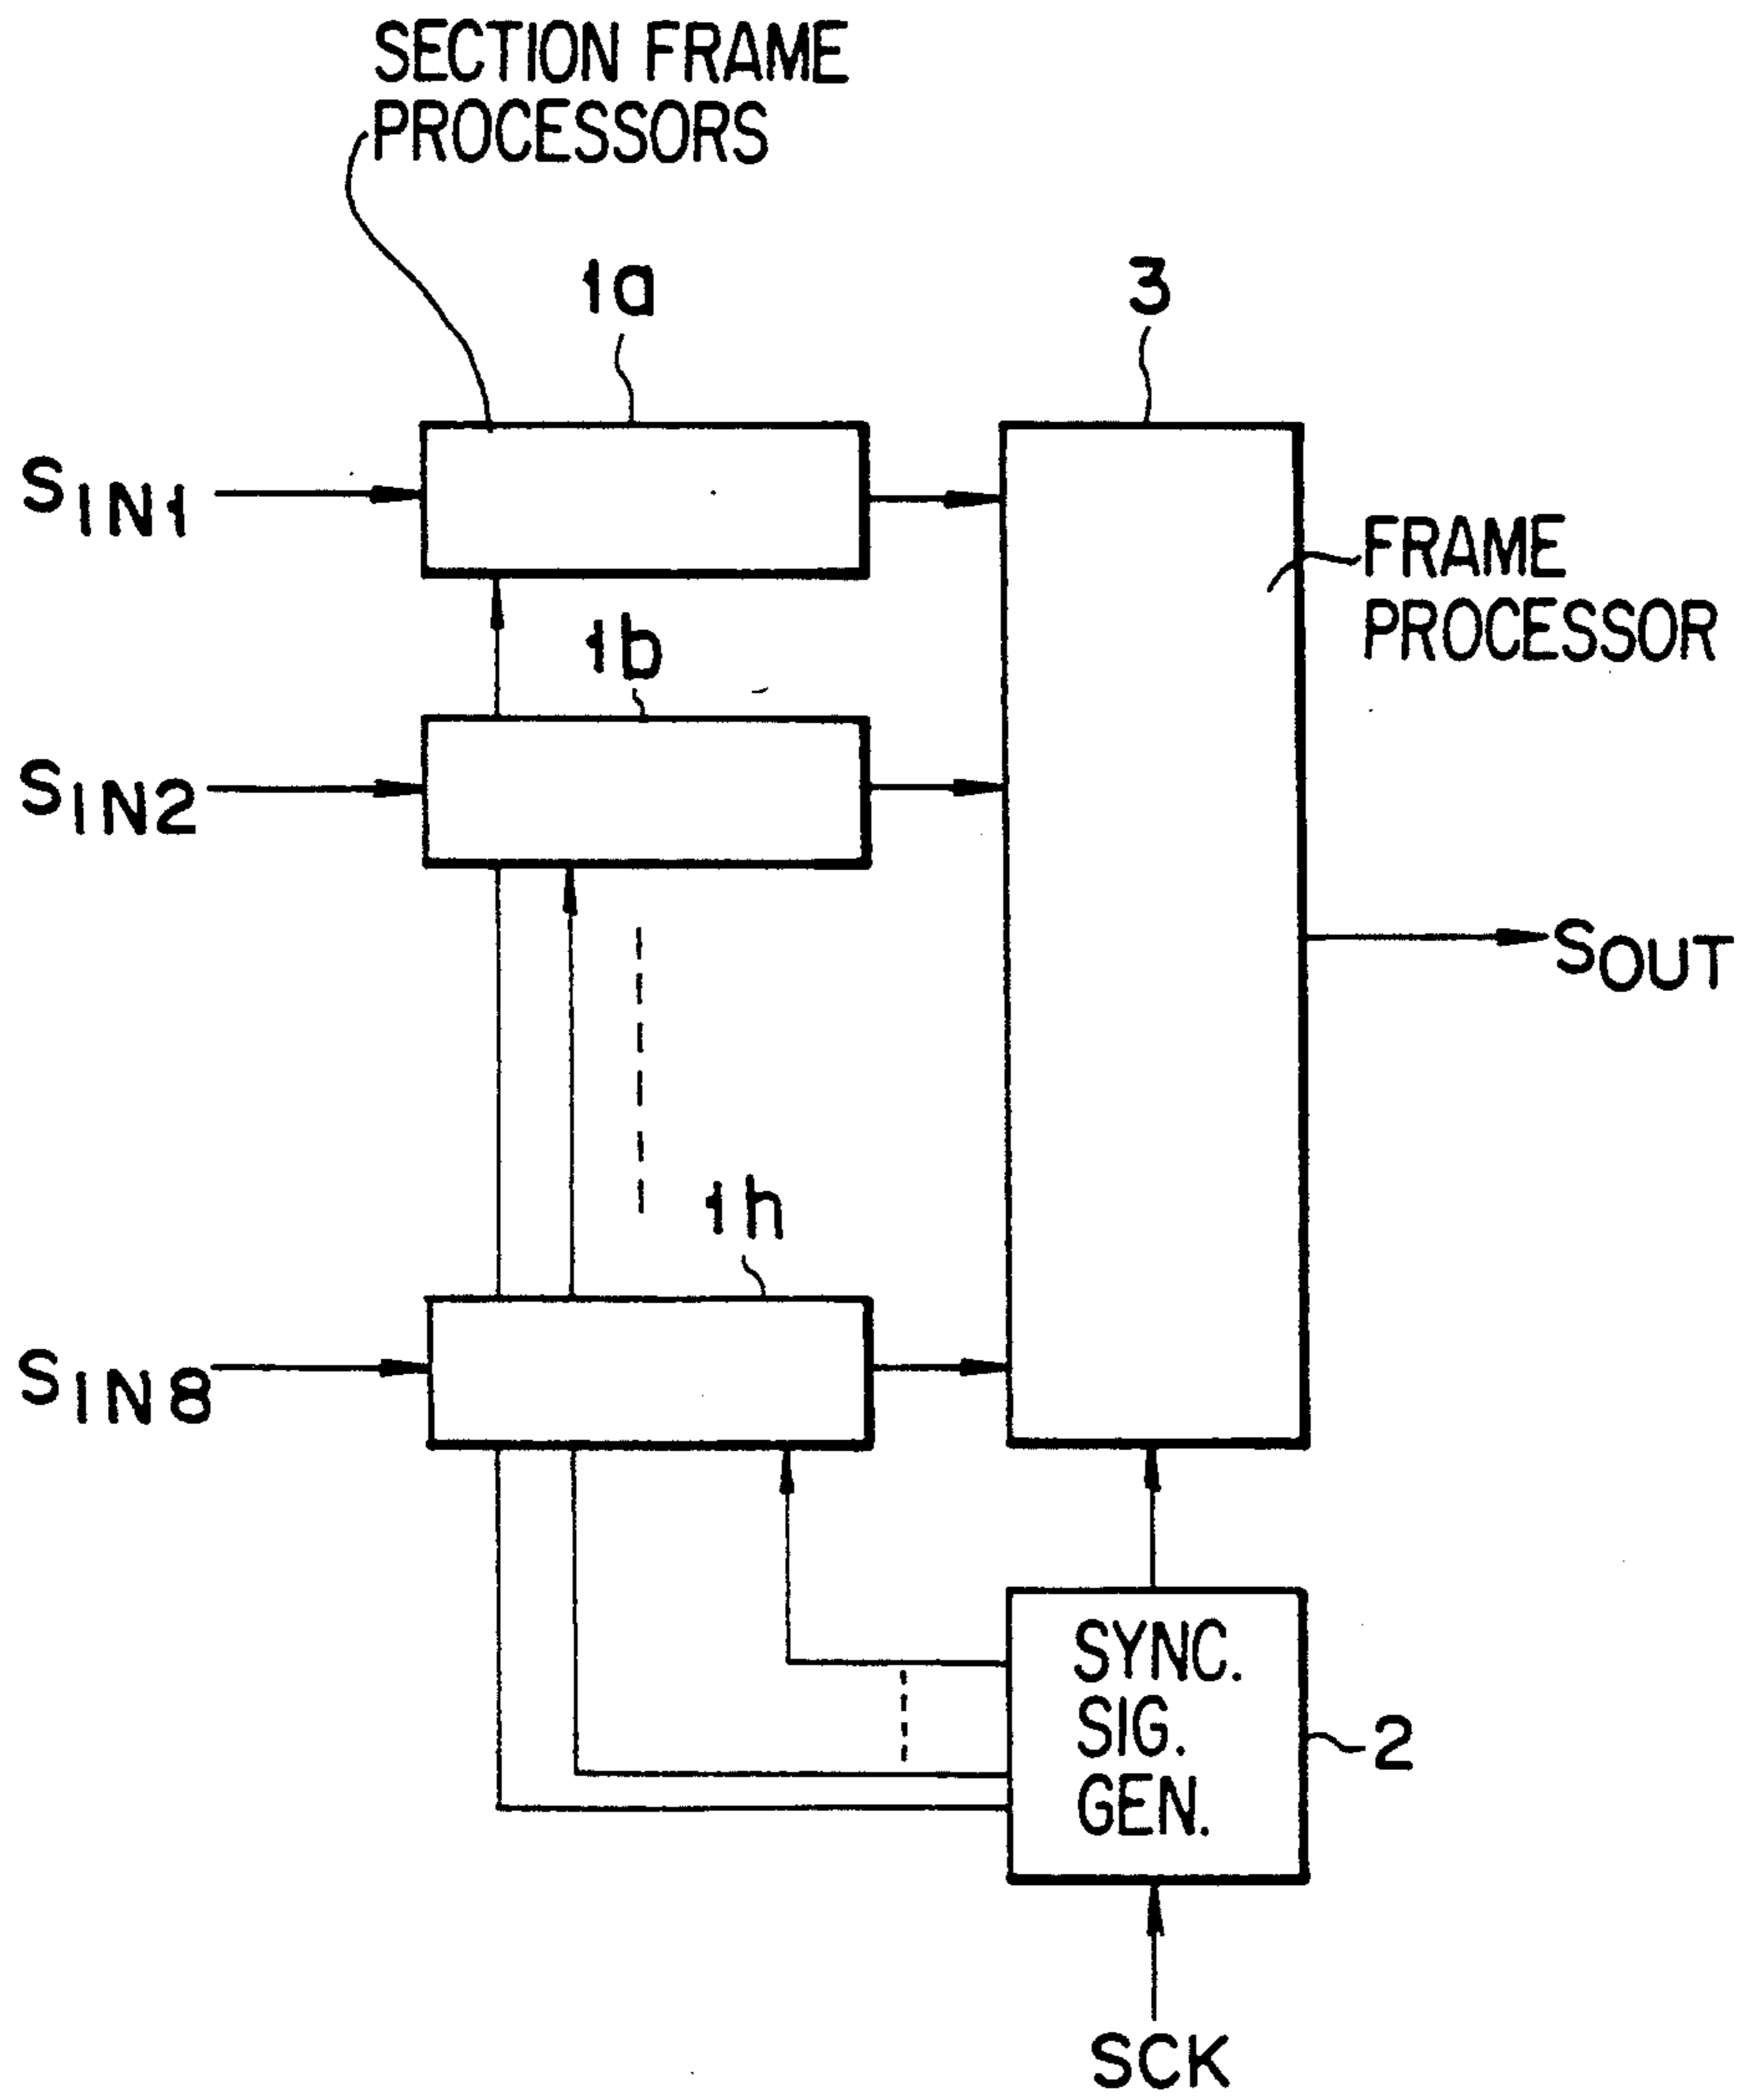 SECTION FRAME
PROCESSORS
1a
3
SIN1
FRAME
PROCESSOR
1b
SIN2
SOUT
1h
SIN8
SYNC.
SIG.
GEN.
2
SCK